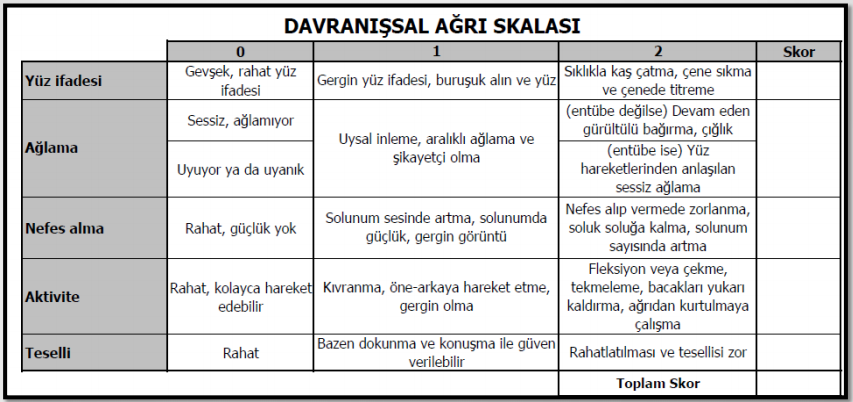 DAVRANIŞSAL AĞRI SKALASI
0 1 2 Skor
Yüz ifadesi
Gevşek, rahat yüz
ifadesi
Gergin yüz ifadesi, buruşuk alın ve yüz
Sıklıkla kaş çatma, çene sıkma
ve çenede titreme
Ağlama
Sessiz, ağlamıyor
Uyuyor ya da uyanık
Uysal inleme, aralıklı ağlama ve
şikayetçi olma
(entübe değilse) Devam eden
gürültülü bağırma, çığlık
(entübe ise) Yüz
hareketlerinden anlaşılan
sessiz ağlama
Nefes alma
Rahat, güçlük yok
Solunum sesinde artma, solunumda
güçlük, gergin görüntü
Nefes alıp vermede zorlanma,
soluk soluğa kalma, solunum
sayısında artma
Aktivite
Rahat, kolayca hareket
edebilir
Kıvranma, öne-arkaya hareket etme,
gergin olma
Fleksiyon veya çekme,
tekmeleme, bacakları yukarı
kaldırma, ağrıdan kurtulmaya
çalışma
Teselli
Rahat
Bazen dokunma ve konuşma ile güven
verilebilir
Rahatlatılması ve tesellisi zor
Toplam Skor